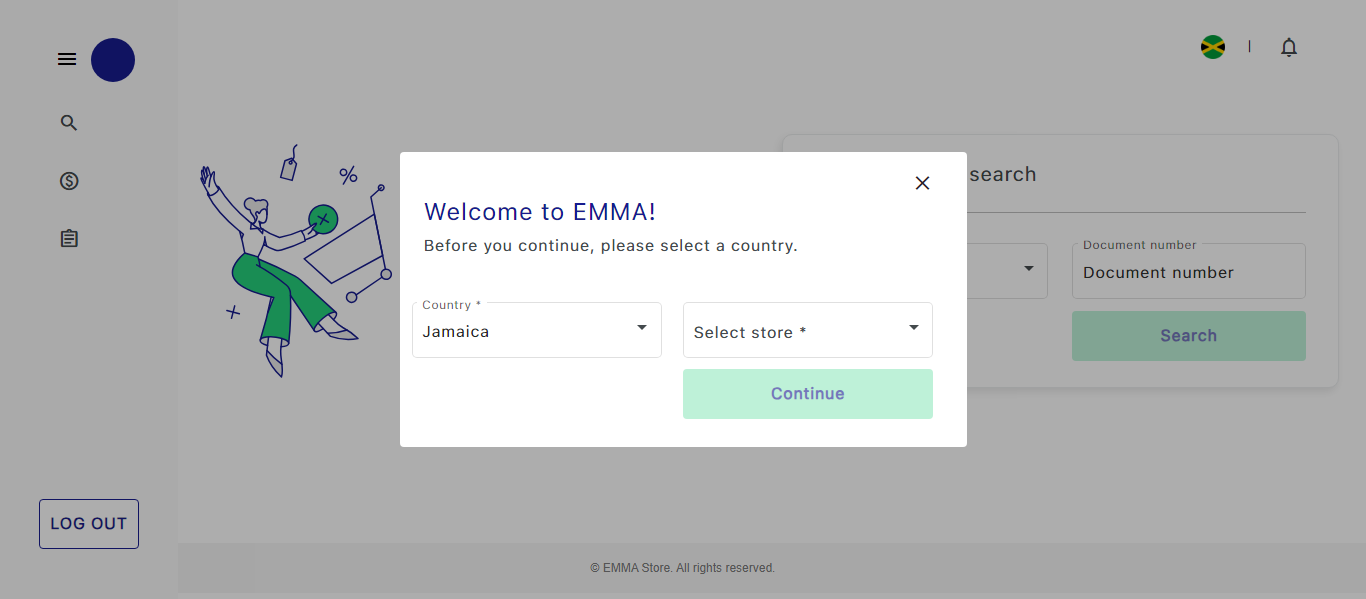 search
Document number
Document number
Search
Welcome to EMMA!
Before you continue, please select a country.
Country *
Jamaica
Select store *
Continue
LOG OUT
© EMMA Store. All rights reserved.